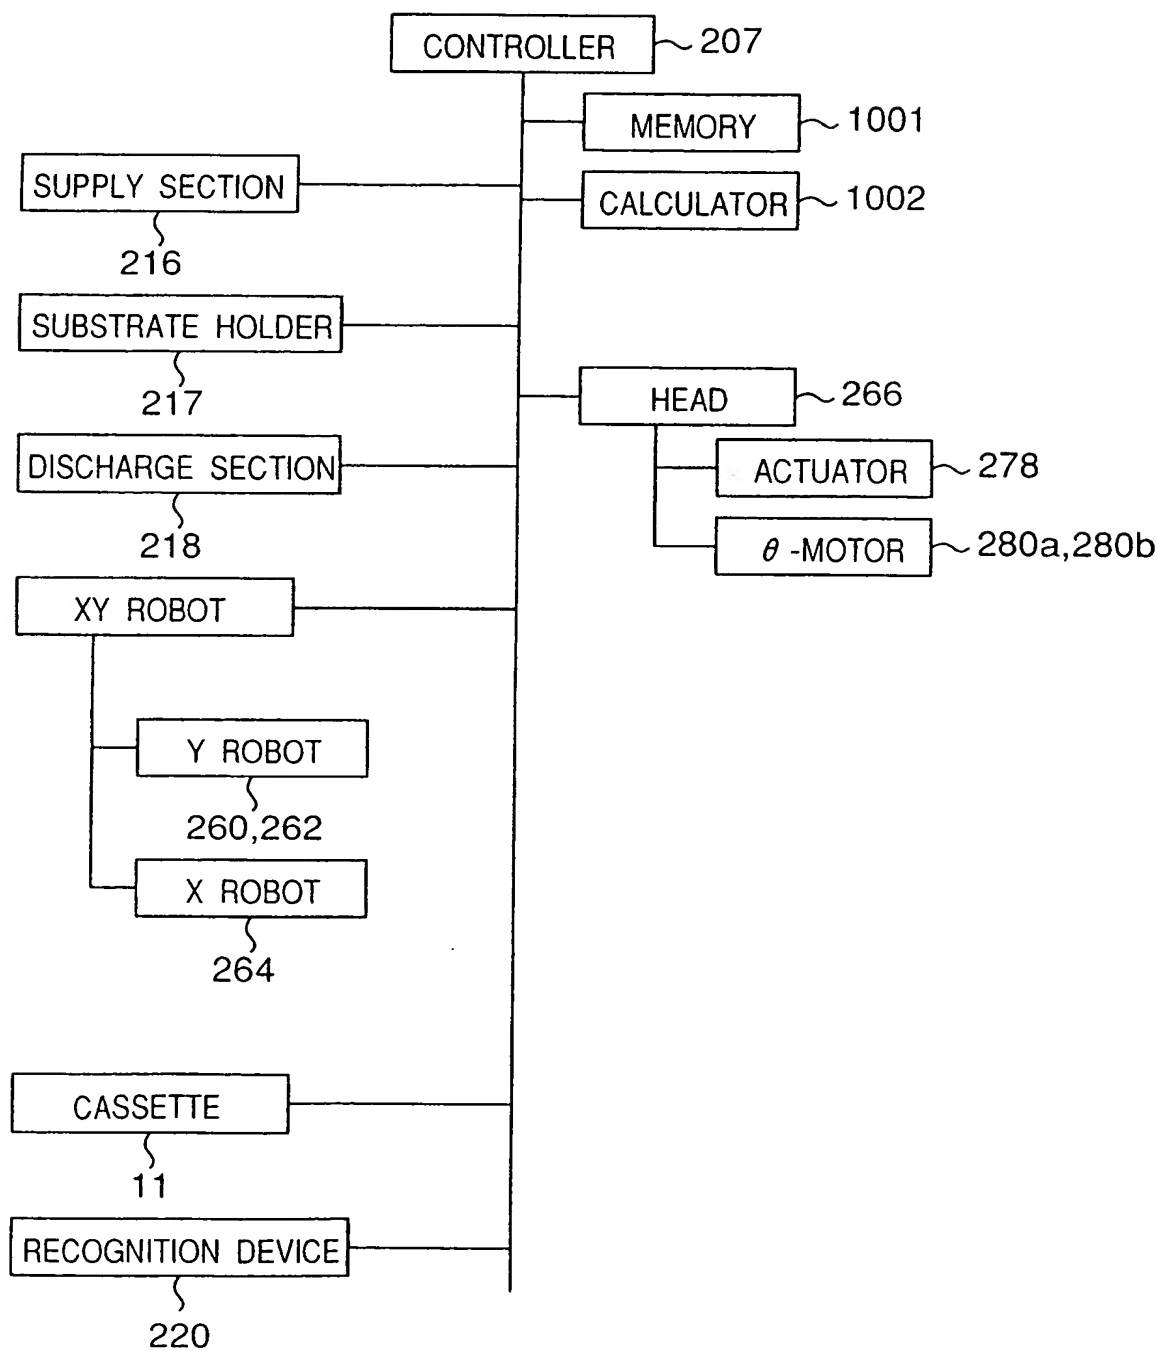 CONTROLLER 207
MEMORY 1001
SUPPLY SECTION
216
CALCULATOR 1002
SUBSTRATE HOLDER
217
HEAD 266
DISCHARGE SECTION
218
ACTUATOR 278
θ-MOTOR 280a,280b
XY ROBOT
Y ROBOT
260,262
X ROBOT
264
CASSETTE
11
RECOGNITION DEVICE
220